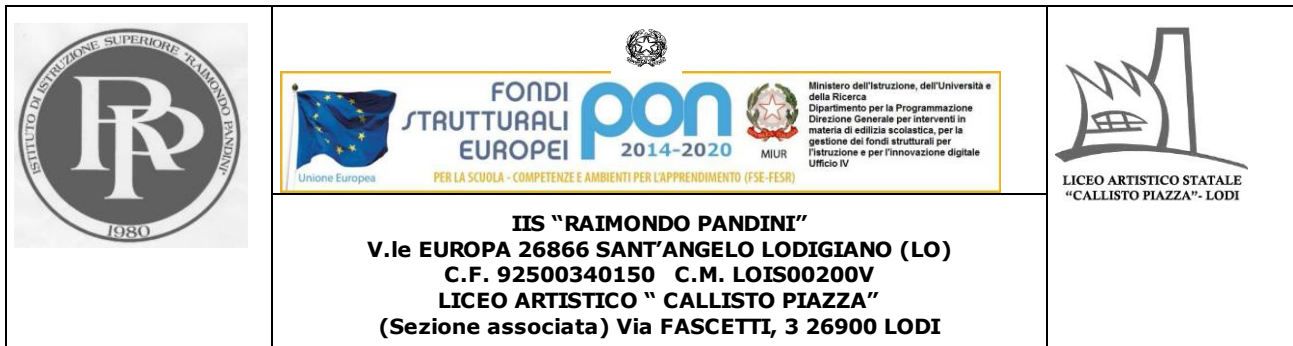 ISTITUTO DI ISTRUZIONE SUPERIORE "RAIMONDO PANDINI"
1980
FONDI
STRUTTURALI
EUROPEI
pon
2014-2020
Unione Europea
MIUR
Ministero dell'Istruzione, dell'Università e
della Ricerca
Dipartimento per la Programmazione
Direzione Generale per interventi in
materia di edilizia scolastica, per la
gestione dei fondi strutturali per
l'istruzione e per l'innovazione digitale
Ufficio IV
PER LA SCUOLA - COMPETENZE E AMBIENTI PER L'APPRENDIMENTO (FSE-FESR)
IIS "RAIMONDO PANDINI"
V.le EUROPA 26866 SANT'ANGELO LODIGIANO (LO)
C.F. 92500340150 C.M. LOIS00200V
LICEO ARTISTICO " CALLISTO PIAZZA"
(Sezione associata) Via FASCETTI, 3 26900 LODI
LICEO ARTISTICO STATALE
"CALLISTO PIAZZA"- LODI